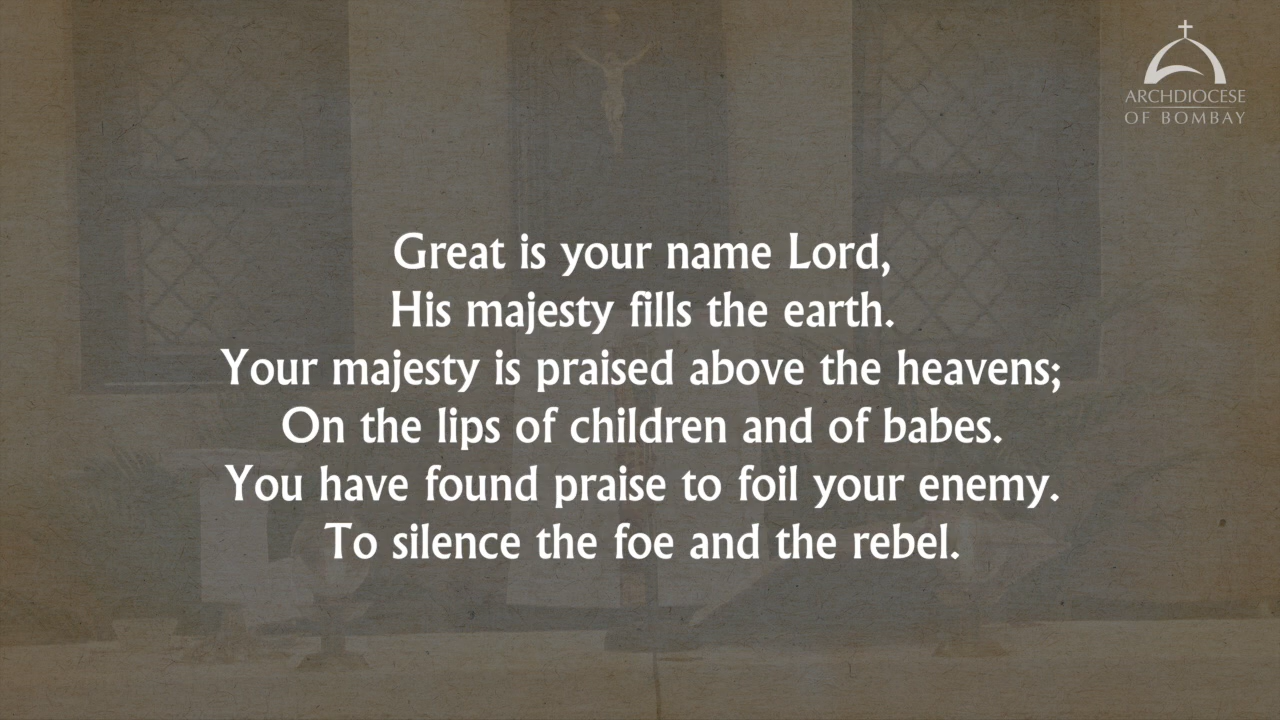 ARCHDIOCESE
OF BOMBAY
Great is your name Lord,
His majesty fills the earth.
Your majesty is praised above the heavens;
On the lips of children and of babes.
You have found praise to foil your enemy.
To silence the foe and the rebel.